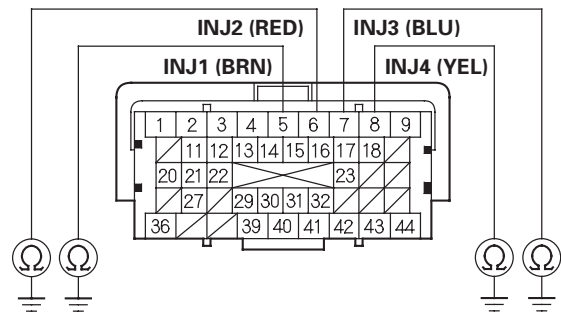 INJ2 (RED) INJ3 (BLU)
INJ1 (BRN) INJ4 (YEL)
1 2 3 4 5 6 7 8 9
11 12 13 14 15 16 17 18
20 21 22 23
27 29 30 31 32
36 39 40 41 42 43 44
Ω Ω Ω Ω